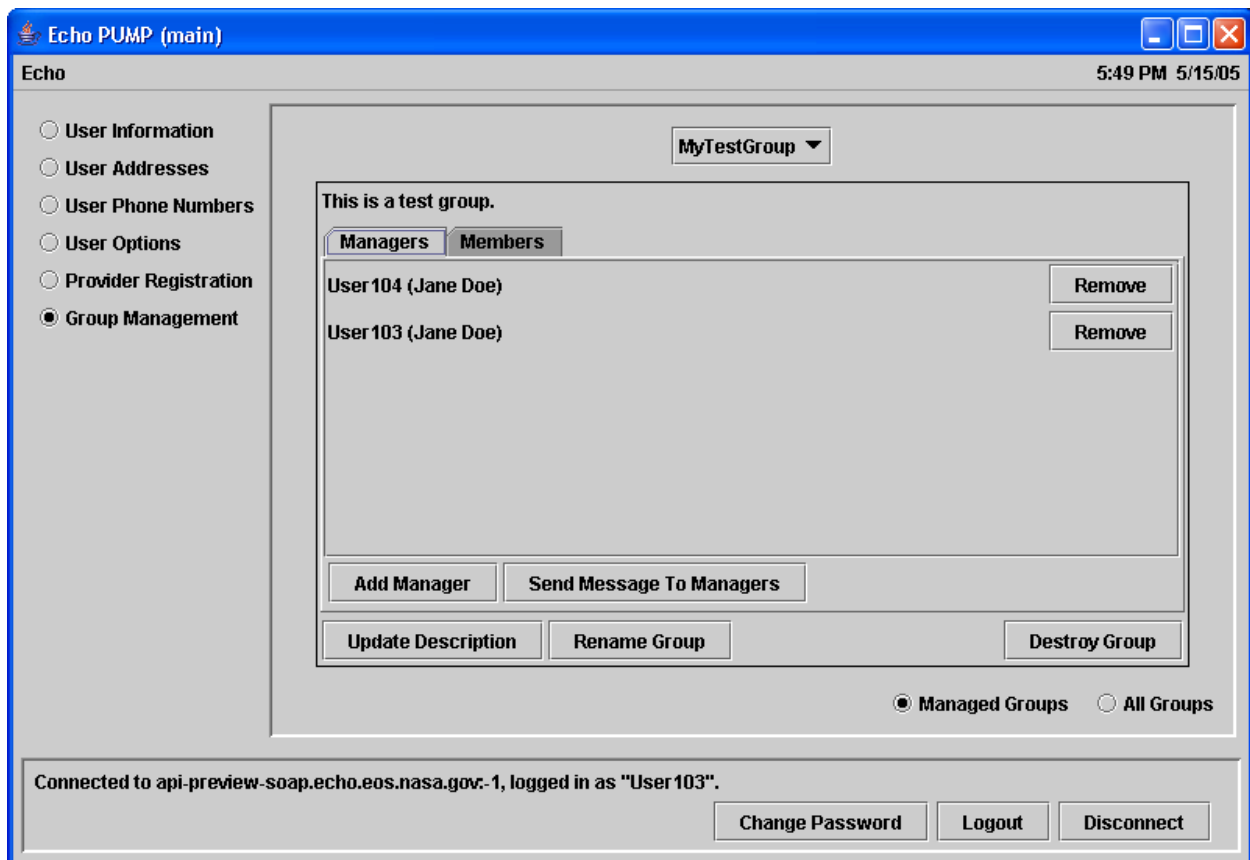 Echo PUMP (main)
Echo 5:49 PM 5/15/05
User Information
User Addresses
User Phone Numbers
User Options
Provider Registration
Group Management
MyTestGroup
This is a test group.
Managers Members
User104 (Jane Doe) Remove
User103 (Jane Doe) Remove
Add Manager Send Message To Managers
Update Description Rename Group Destroy Group
Managed Groups All Groups
Connected to api-preview-soap.echo.eos.nasa.gov:-1, logged in as "User103".
Change Password Logout Disconnect